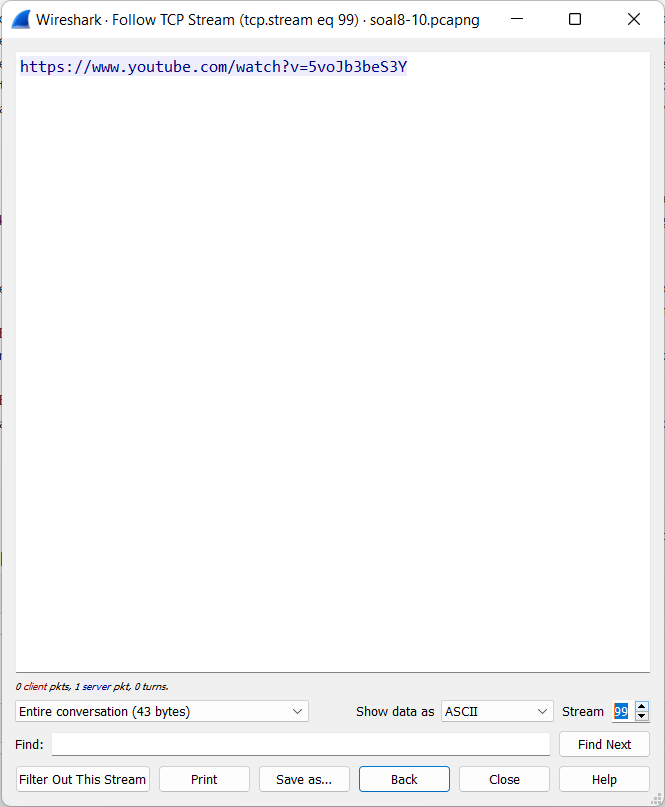 Wireshark · Follow TCP Stream (tcp.stream eq 99) · soal8-10.pcapng
https://www.youtube.com/watch?v=5voJb3beS3Y
0 client pkts, 1 server pkt, 0 turns.
Entire conversation (43 bytes) Show data as ASCII Stream 99
Find: Find Next
Filter Out This Stream Print Save as... Back Close Help